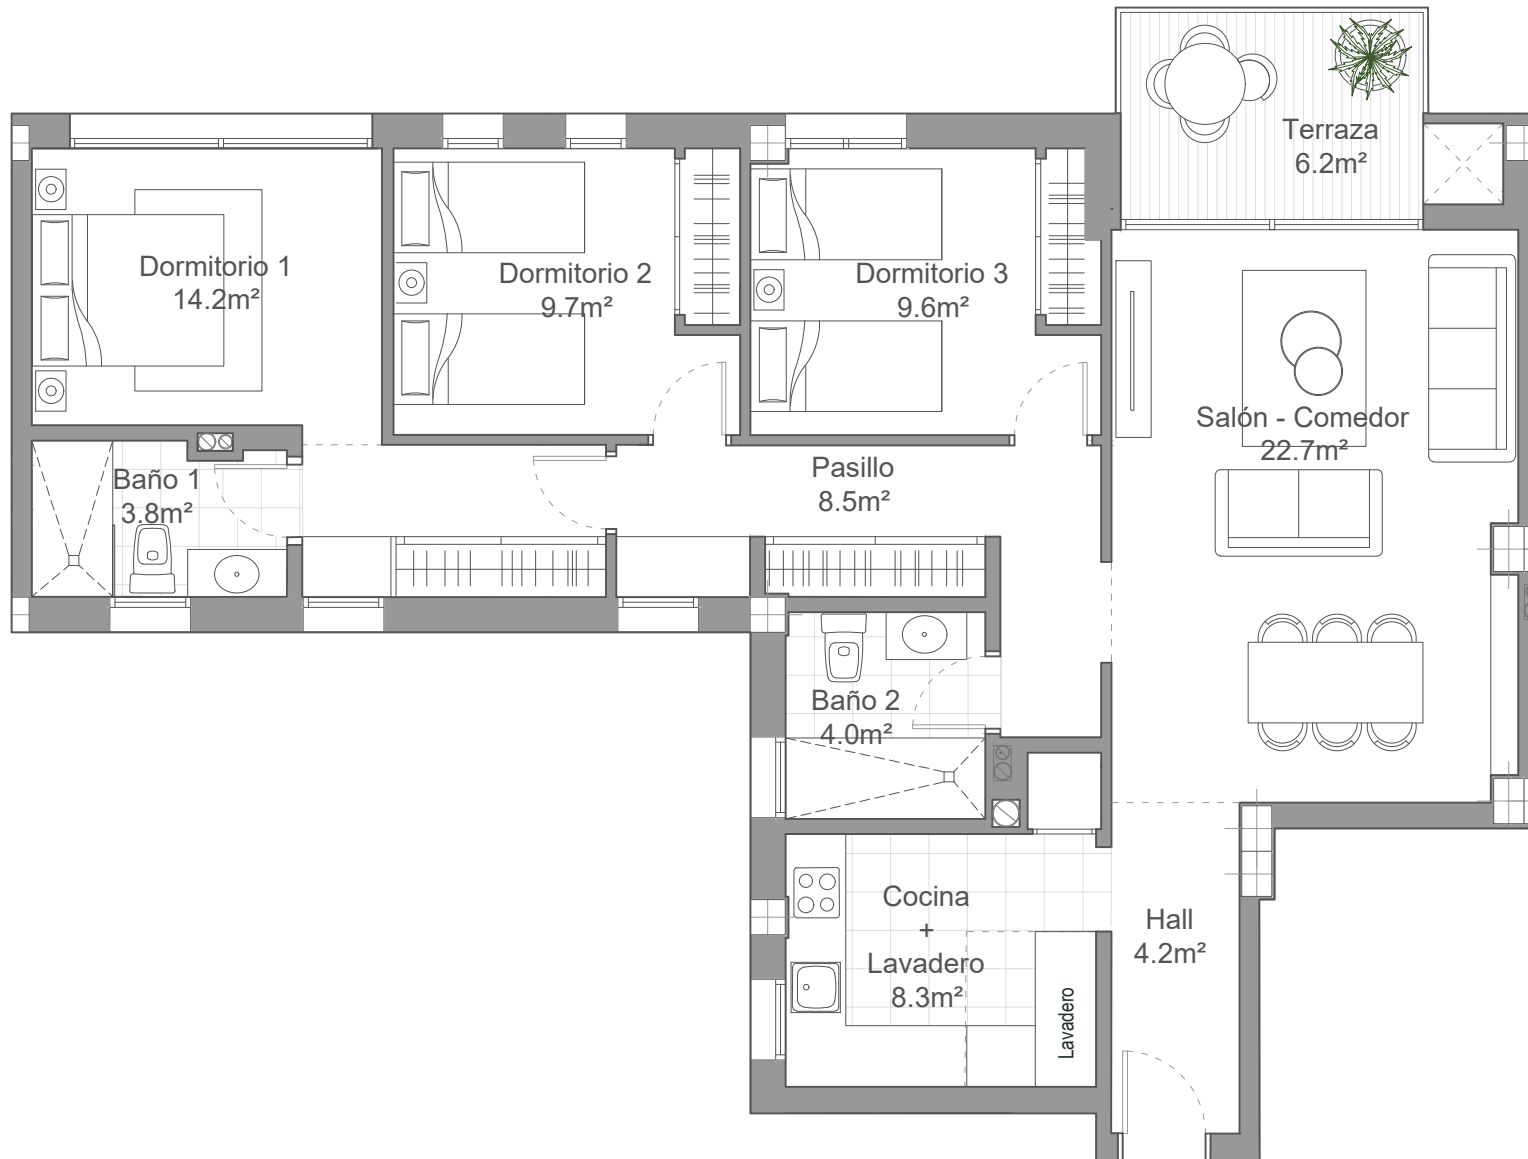 Terraza
6.2m²
Dormitorio 1
14.2m²
Dormitorio 2
9.7m²
Dormitorio 3
9.6m²
Salón - Comedor
22.7m²
Baño 1
3.8m²
Pasillo
8.5m²
Baño 2
4.0m²
Cocina
+
Lavadero
8.3m²
Hall
4.2m²
Lavadero